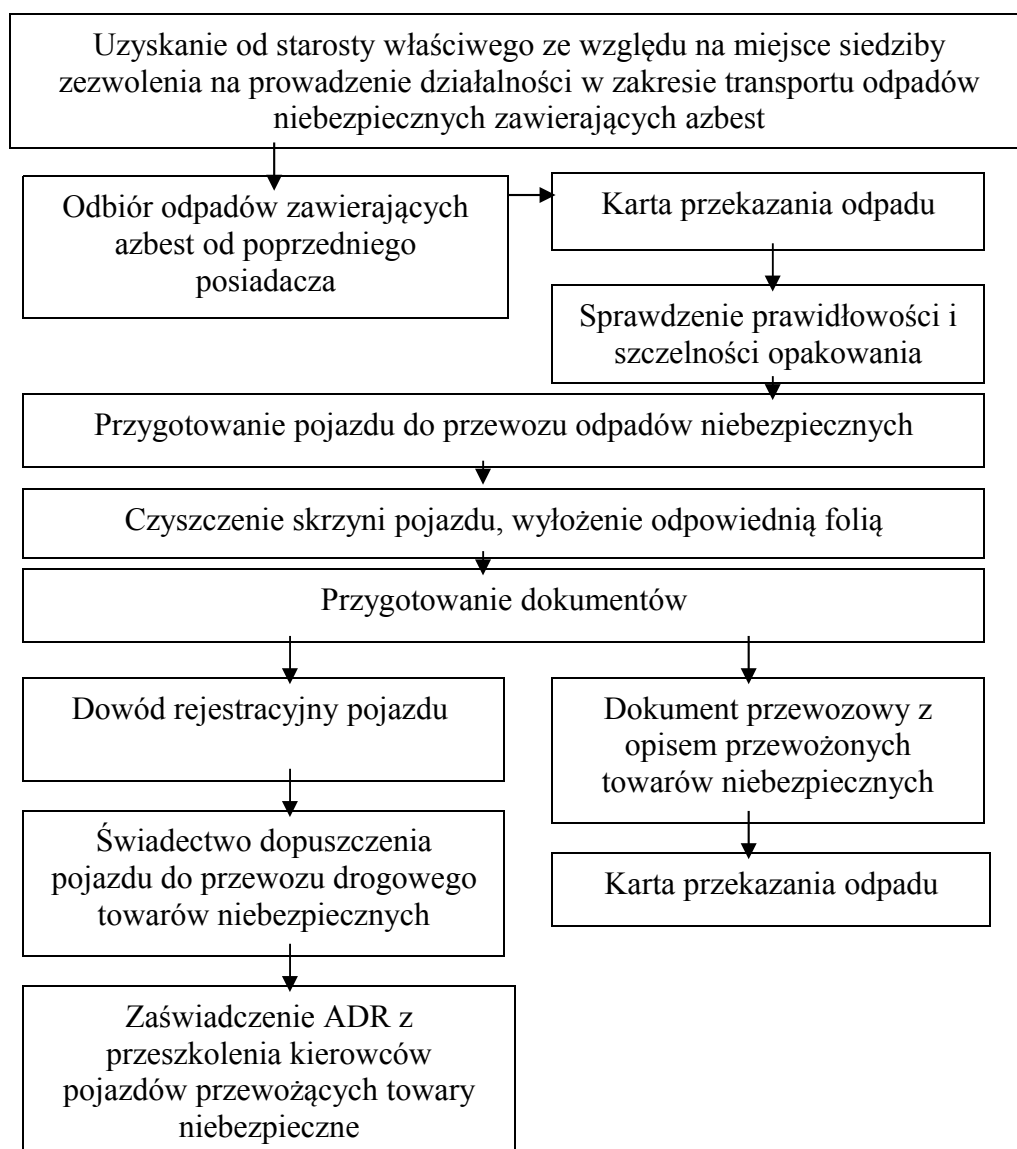 Uzyskanie od starosty właściwego ze względu na miejsce siedziby
zezwolenia na prowadzenie działalności w zakresie transportu odpadów
niebezpiecznych zawierających azbest
Odbiór odpadów zawierających
azbest od poprzedniego
posiadacza
Karta przekazania odpadu
Sprawdzenie prawidłowości i
szczelności opakowania
Przygotowanie pojazdu do przewozu odpadów niebezpiecznych
Czyszczenie skrzyni pojazdu, wyłożenie odpowiednią folią
Przygotowanie dokumentów
Dowód rejestracyjny pojazdu
Świadectwo dopuszczenia
pojazdu do przewozu drogowego
towarów niebezpiecznych
Zaświadczenie ADR z
przeszkolenia kierowców
pojazdów przewożących towary
niebezpieczne
Dokument przewozowy z
opisem przewożonych
towarów niebezpiecznych
Karta przekazania odpadu